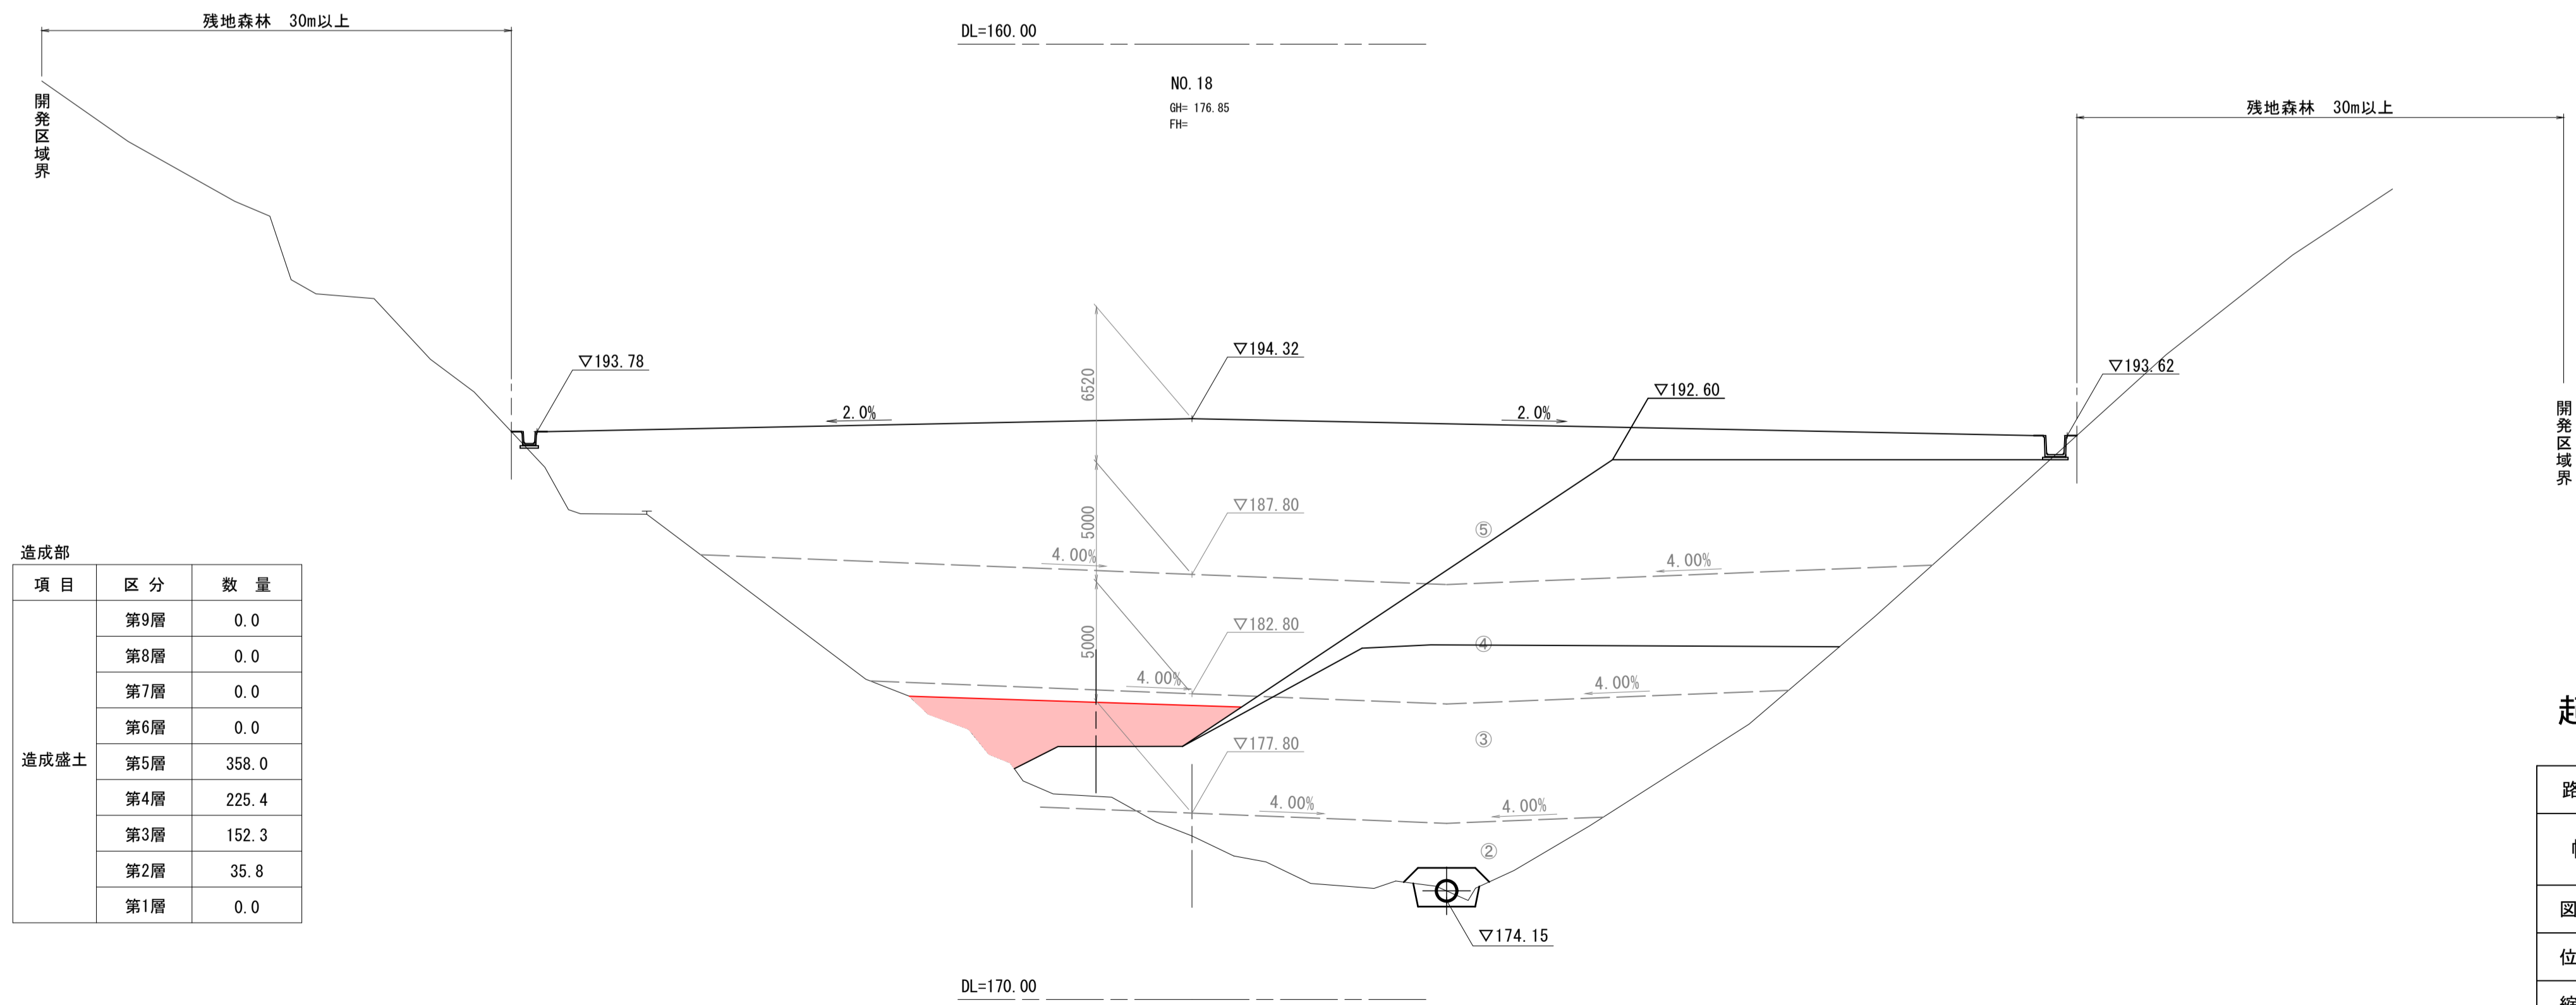 残地森林　30m以上
DL=160.00
NO.18
GH= 176.85
FH=
残地森林　30m以上
開発区域界
開発区域界
▽193.78
▽194.32
▽192.60
▽193.62
2.0%
2.0%
6520
5000
5000
▽187.80
▽182.80
▽177.80
4.00%
4.00%
4.00%
4.00%
4.00%
4.00%
⑤
④
③
②
▽174.15
DL=170.00
造成部
項 目 区 分 数 量
造成盛土
第9層 0.0
第8層 0.0
第7層 0.0
第6層 0.0
第5層 358.0
第4層 225.4
第3層 152.3
第2層 35.8
第1層 0.0
路
図
位